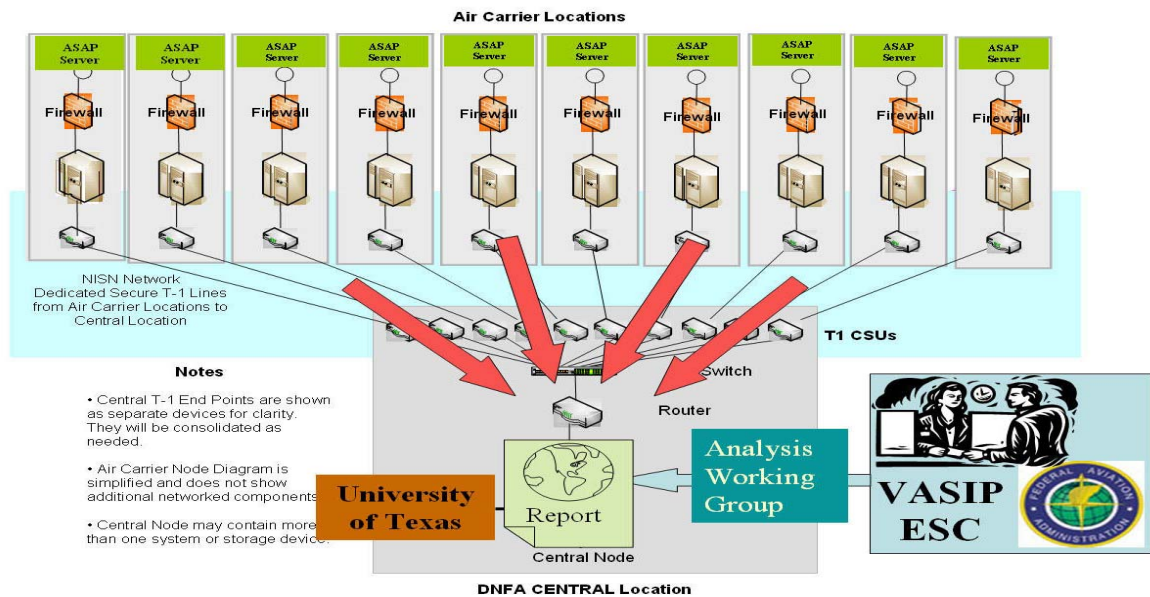 Air Carrier Locations
ASAP
Server
ASAP
Server
ASAP
Server
ASAP
Server
ASAP
Server
ASAP
Server
ASAP
Server
ASAP
Server
ASAP
Server
ASAP
Server
Firewall
Firewall
Firewall
Firewall
Firewall
Firewall
Firewall
Firewall
Firewall
Firewall
NISN Network
Dedicated Secure T-1 Lines
from Air Carrier Locations to
Central Location
T1 CSUs
Switch
Router
Notes
• Central T-1 End Points are shown
as separate devices for clarity.
They will be consolidated as
needed.
• Air Carrier Node Diagram is
simplified and does not show
additional networked components
• Central Node may contain more
than one system or storage device.
University
of Texas
Report
Central Node
Analysis
Working
Group
VASIP
ESC
FEDERAL AVIATION
ADMINISTRATION
DNFA CENTRAL Location